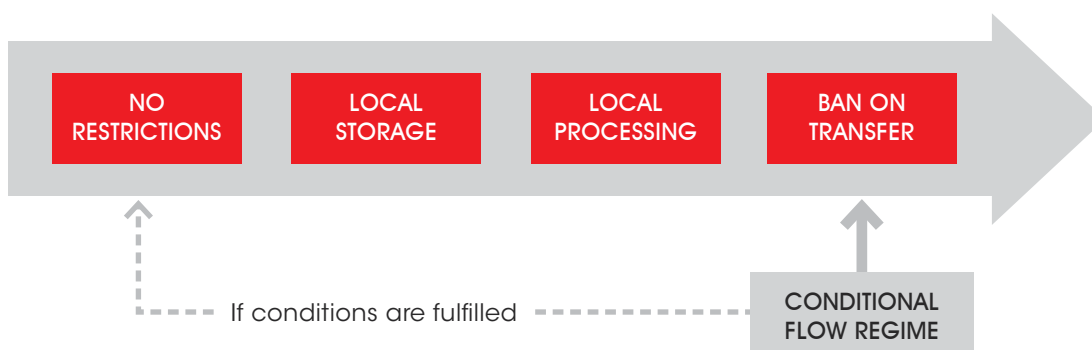 NO
RESTRICTIONS
LOCAL
STORAGE
LOCAL
PROCESSING
BAN ON
TRANSFER
If conditions are fulfilled
CONDITIONAL
FLOW REGIME